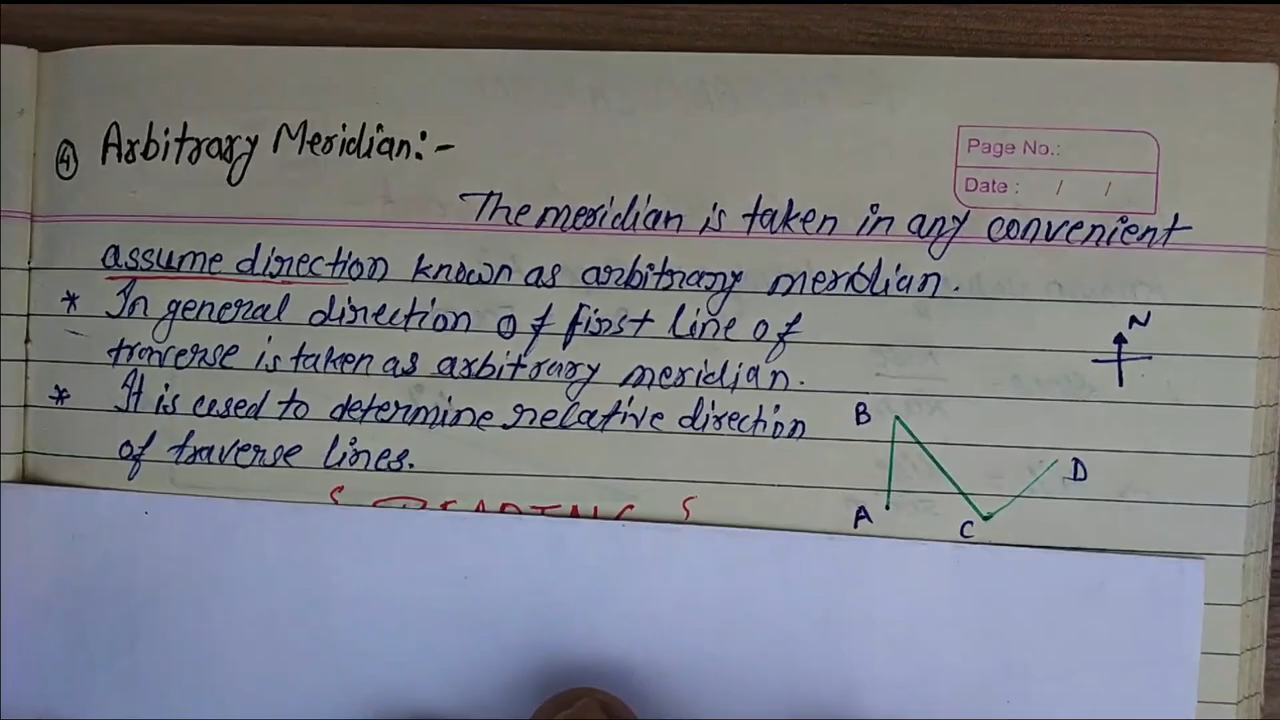 ④ Arbitrary Meridian:-
Page No.:
Date : / /
The meridian is taken in any convenient
assume direction known as arbitrary meridian.
* In general direction of first line of
traverse is taken as arbitrary meridian.
* It is used to determine relative direction
of traverse lines.
N
B
D
A
C